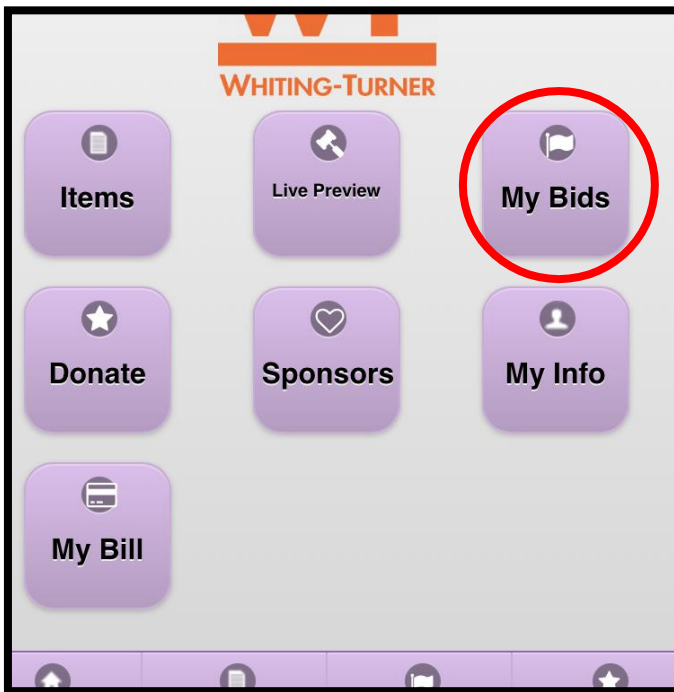 WHITING-TURNER
Items
Live Preview
My Bids
Donate
Sponsors
My Info
My Bill